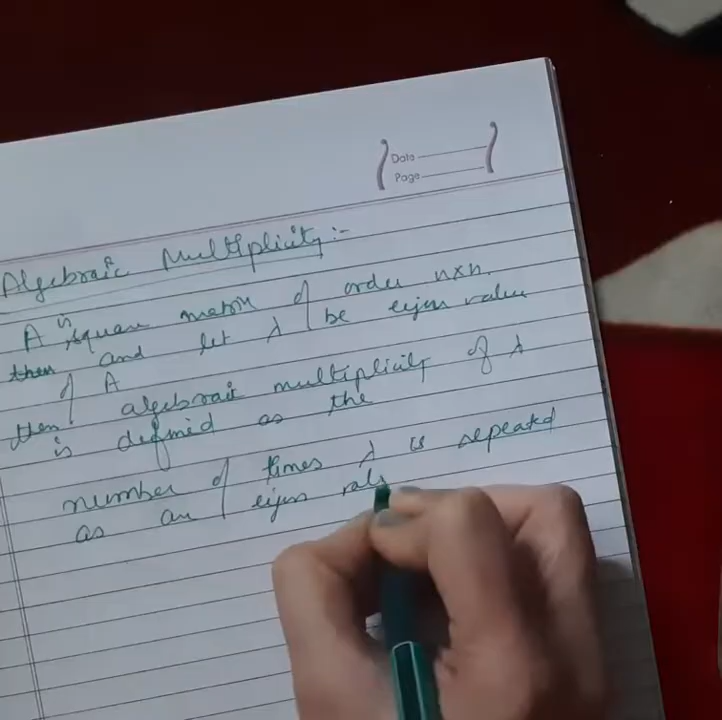 Date
Page
Algebraic Multiplicity :-
A is square matrix of order nxn.
then and let λ be eigen value
of A
then algebraic multiplicity of λ
is defined as the
number of times λ is repeated
as an eigen valu